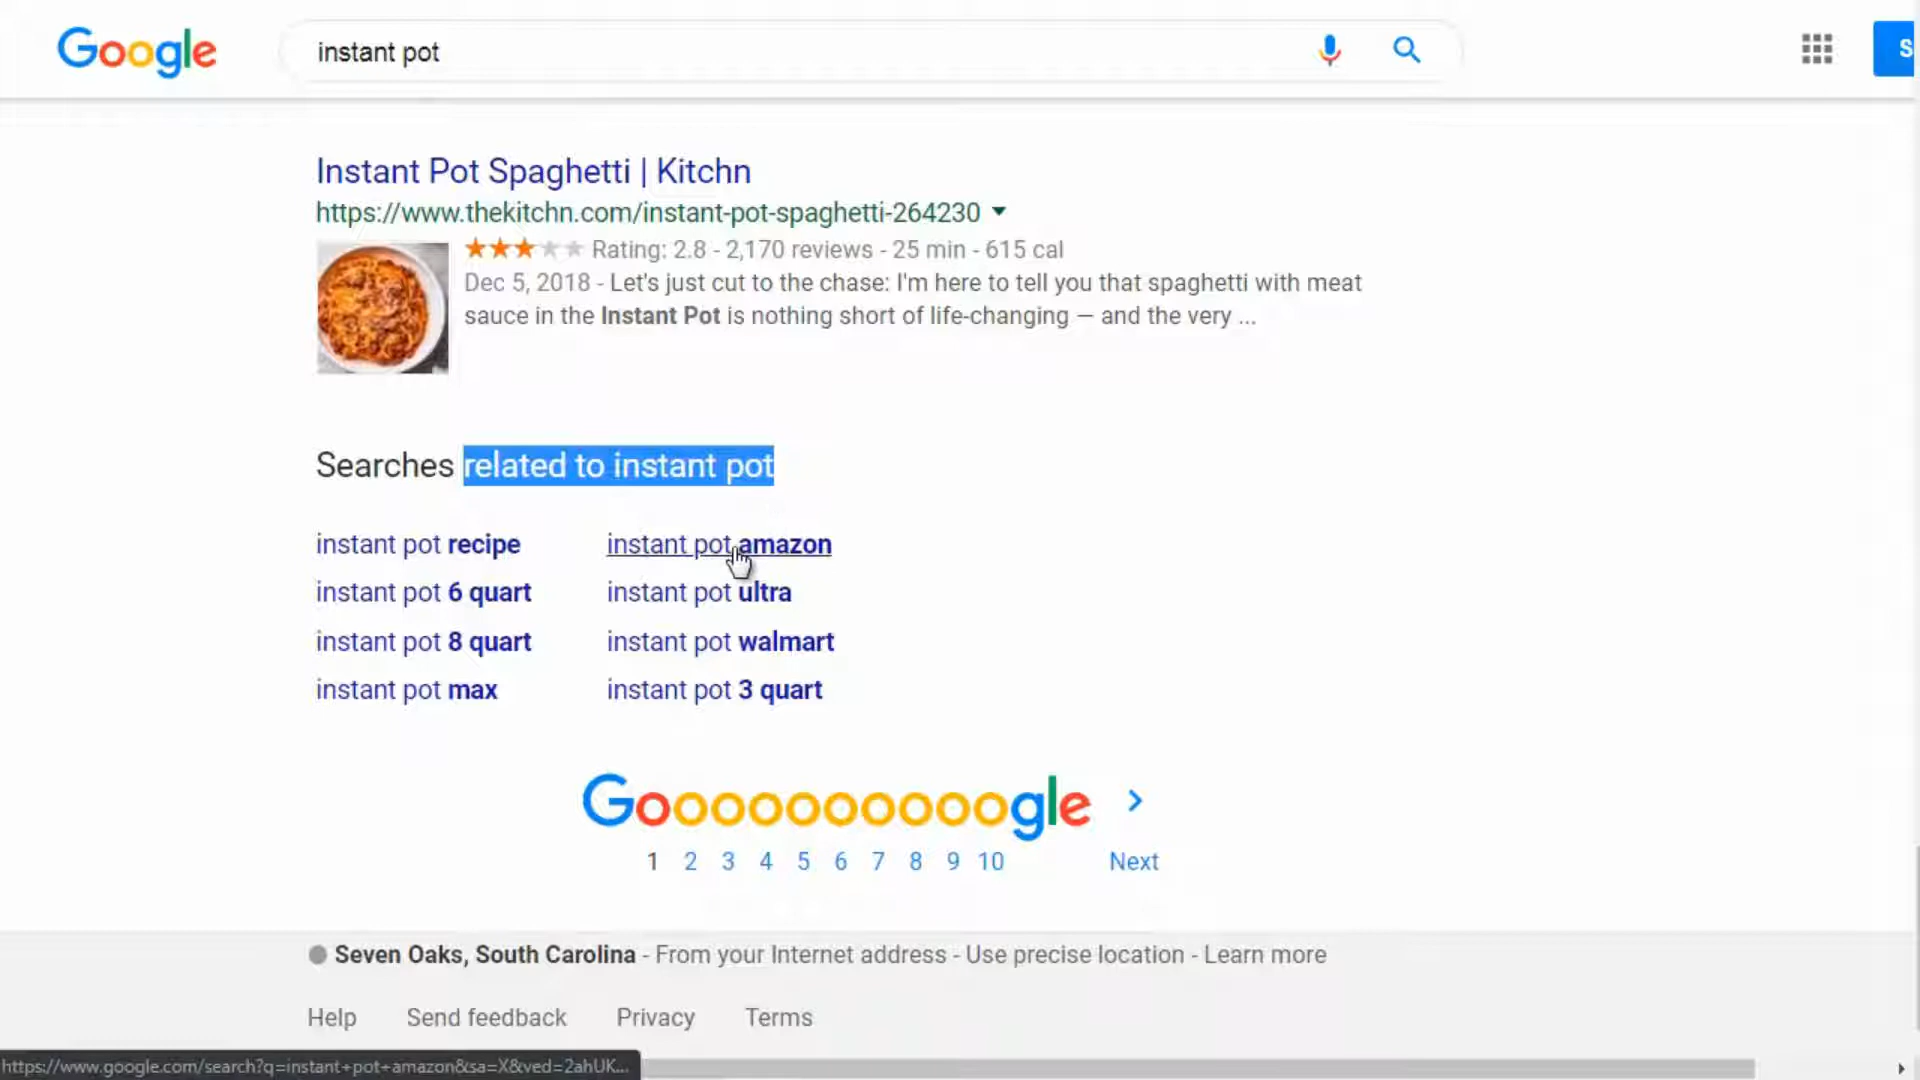 Google
instant pot
S
Instant Pot Spaghetti | Kitchn
https://www.thekitchn.com/instant-pot-spaghetti-264230
Rating: 2.8 - 2,170 reviews - 25 min - 615 cal
Dec 5, 2018 - Let's just cut to the chase: I'm here to tell you that spaghetti with meat
sauce in the Instant Pot is nothing short of life-changing — and the very ...
Searches related to instant pot
instant pot recipe
instant pot amazon
instant pot 6 quart
instant pot ultra
instant pot 8 quart
instant pot walmart
instant pot max
instant pot 3 quart
Goooooooooogle >
1 2 3 4 5 6 7 8 9 10 Next
Seven Oaks, South Carolina - From your Internet address - Use precise location - Learn more
Help Send feedback Privacy Terms
https://www.google.com/search?q=instant+pot+amazon&sa=X&ved=2ahUK...